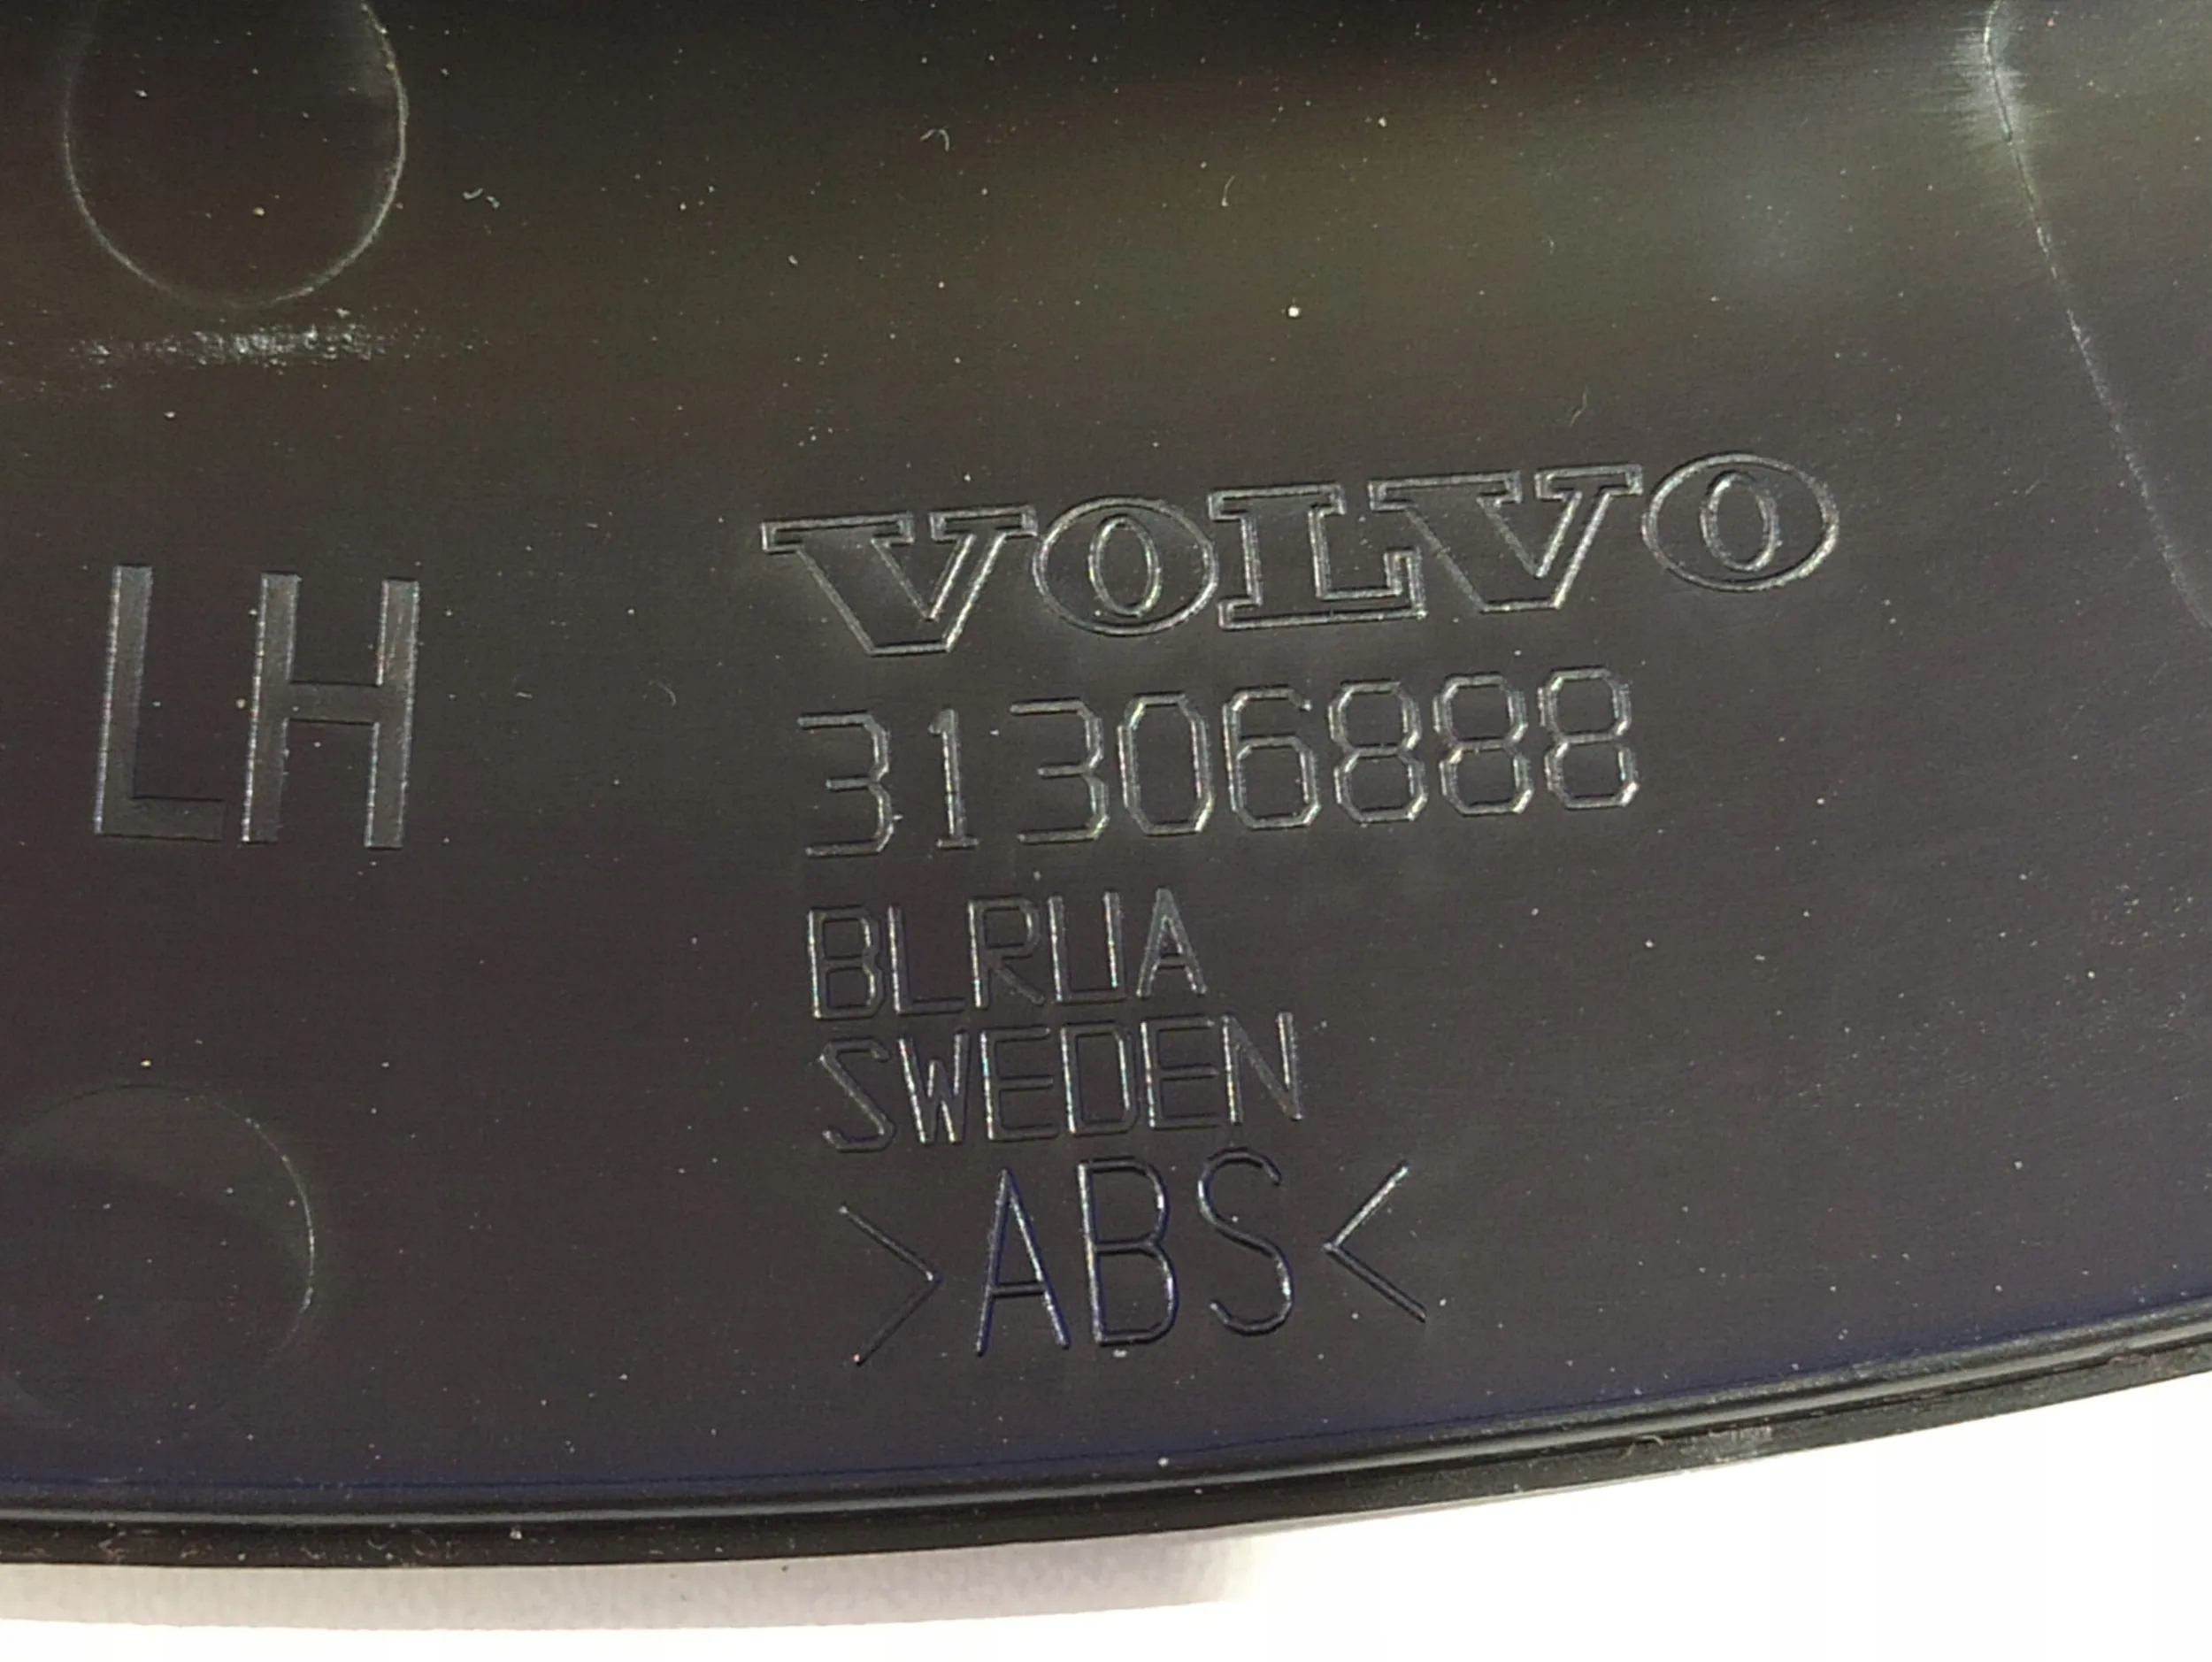 LH
VOLVO
31306888
BLRUA
SWEDEN
>ABS<